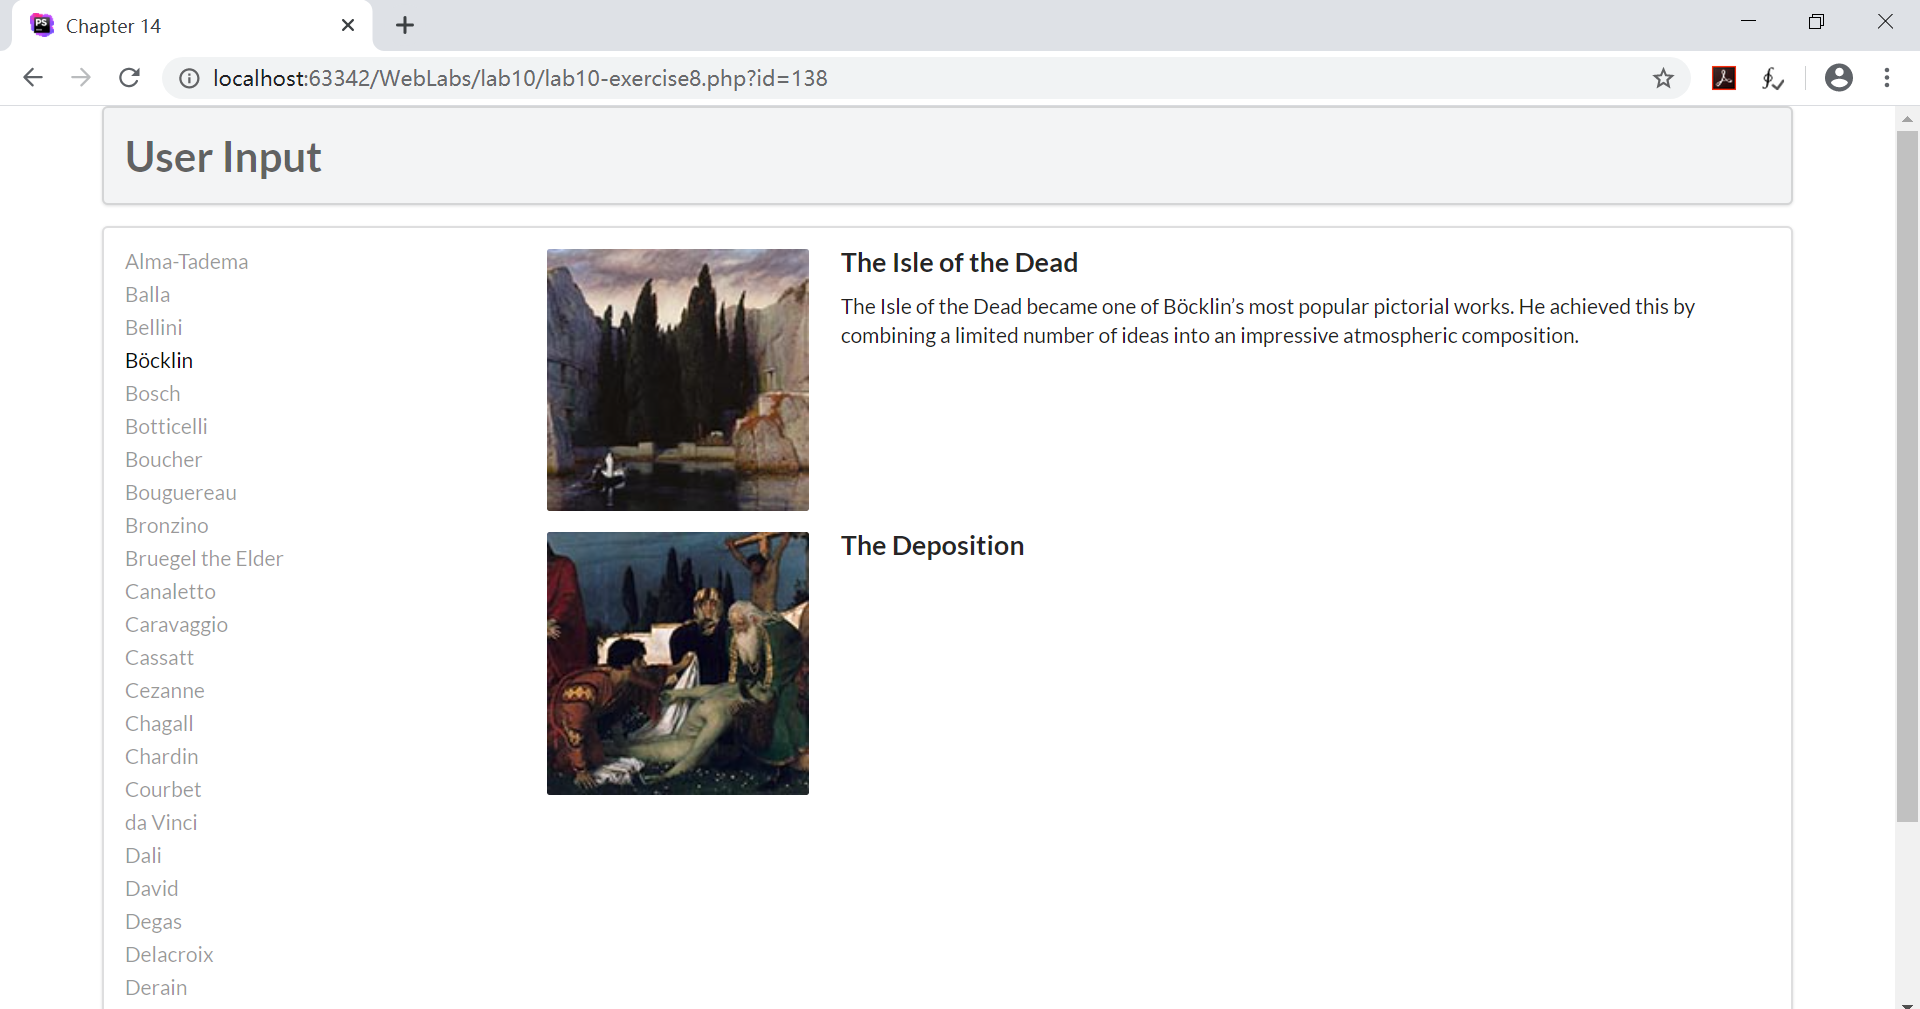 Chapter 14
localhost:63342/WebLabs/lab10/lab10-exercise8.php?id=138
User Input
Alma-Tadema
Balla
Bellini
Böcklin
Bosch
Botticelli
Boucher
Bouguereau
Bronzino
Bruegel the Elder
Canaletto
Caravaggio
Cassatt
Cezanne
Chagall
Chardin
Courbet
da Vinci
Dali
David
Degas
Delacroix
Derain
The Isle of the Dead
The Isle of the Dead became one of Böcklin’s most popular pictorial works. He achieved this by
combining a limited number of ideas into an impressive atmospheric composition.
The Deposition